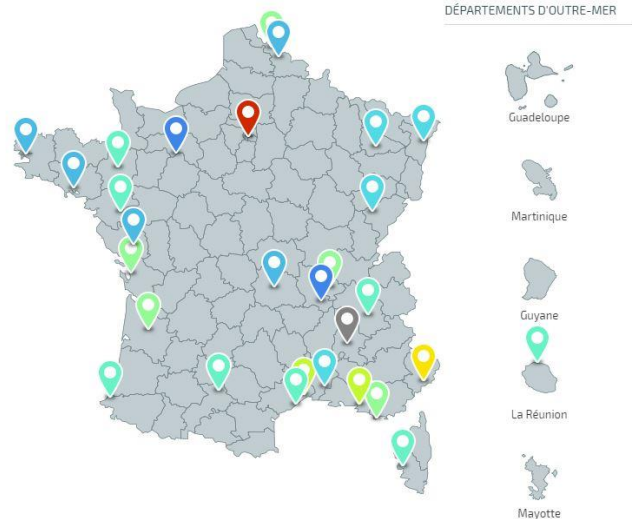 DÉPARTEMENTS D'OUTRE-MER
Guadeloupe
Martinique
Guyane
La Réunion
Mayotte